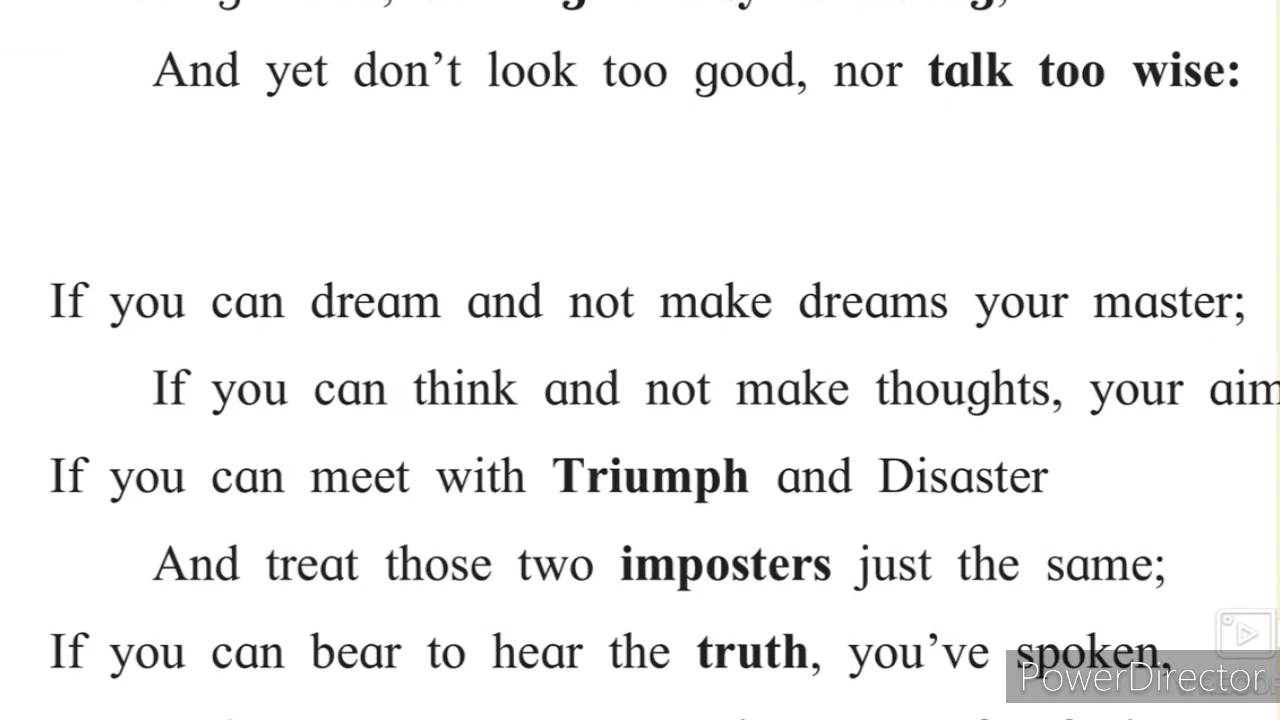 And yet don't look too good, nor talk too wise:
If you can dream and not make dreams your master;
If you can think and not make thoughts, your aim
If you can meet with Triumph and Disaster
And treat those two imposters just the same;
If you can bear to hear the truth, you've spoken,
PowerDirector